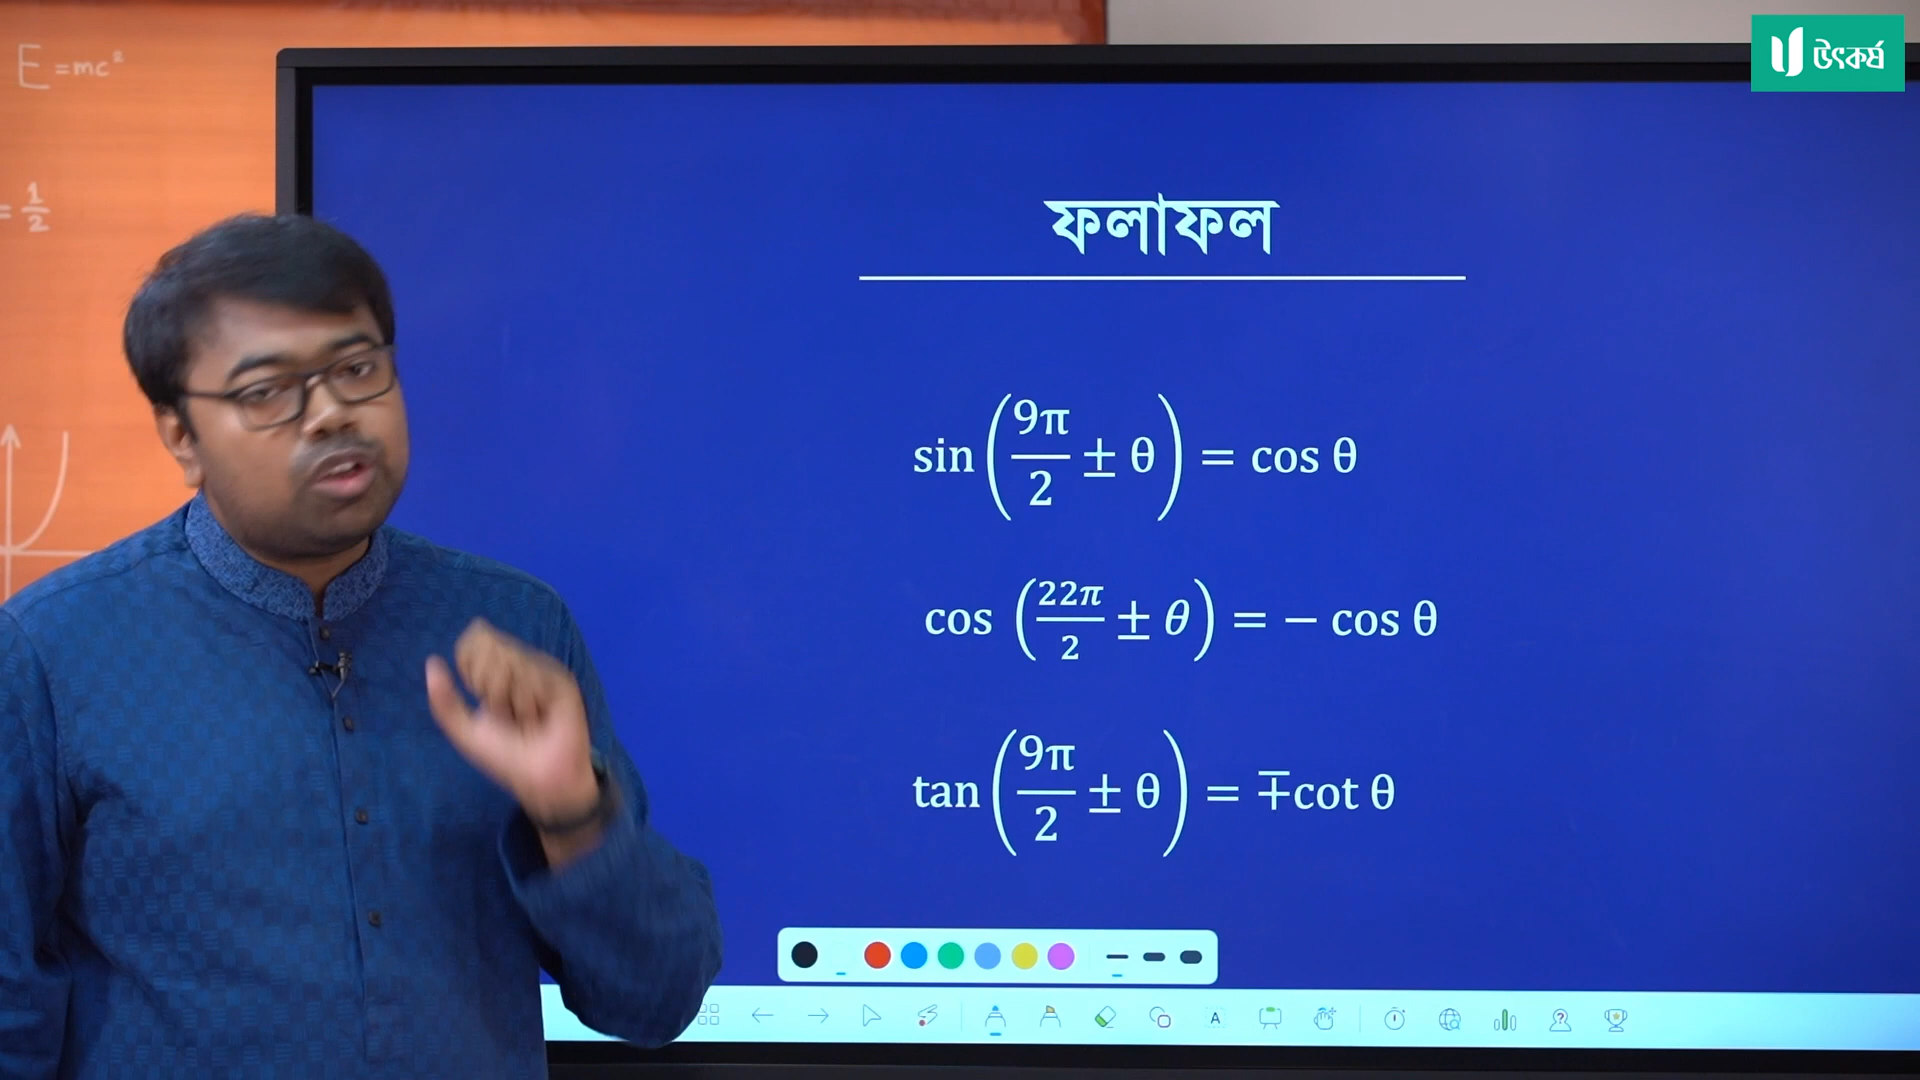 E = mc²
= 1/2
উৎকর্ষ
ফলাফল
sin(9π/2 ± θ) = cos θ
cos (22π/2 ± θ) = − cos θ
tan(9π/2 ± θ) = ∓cot θ
A